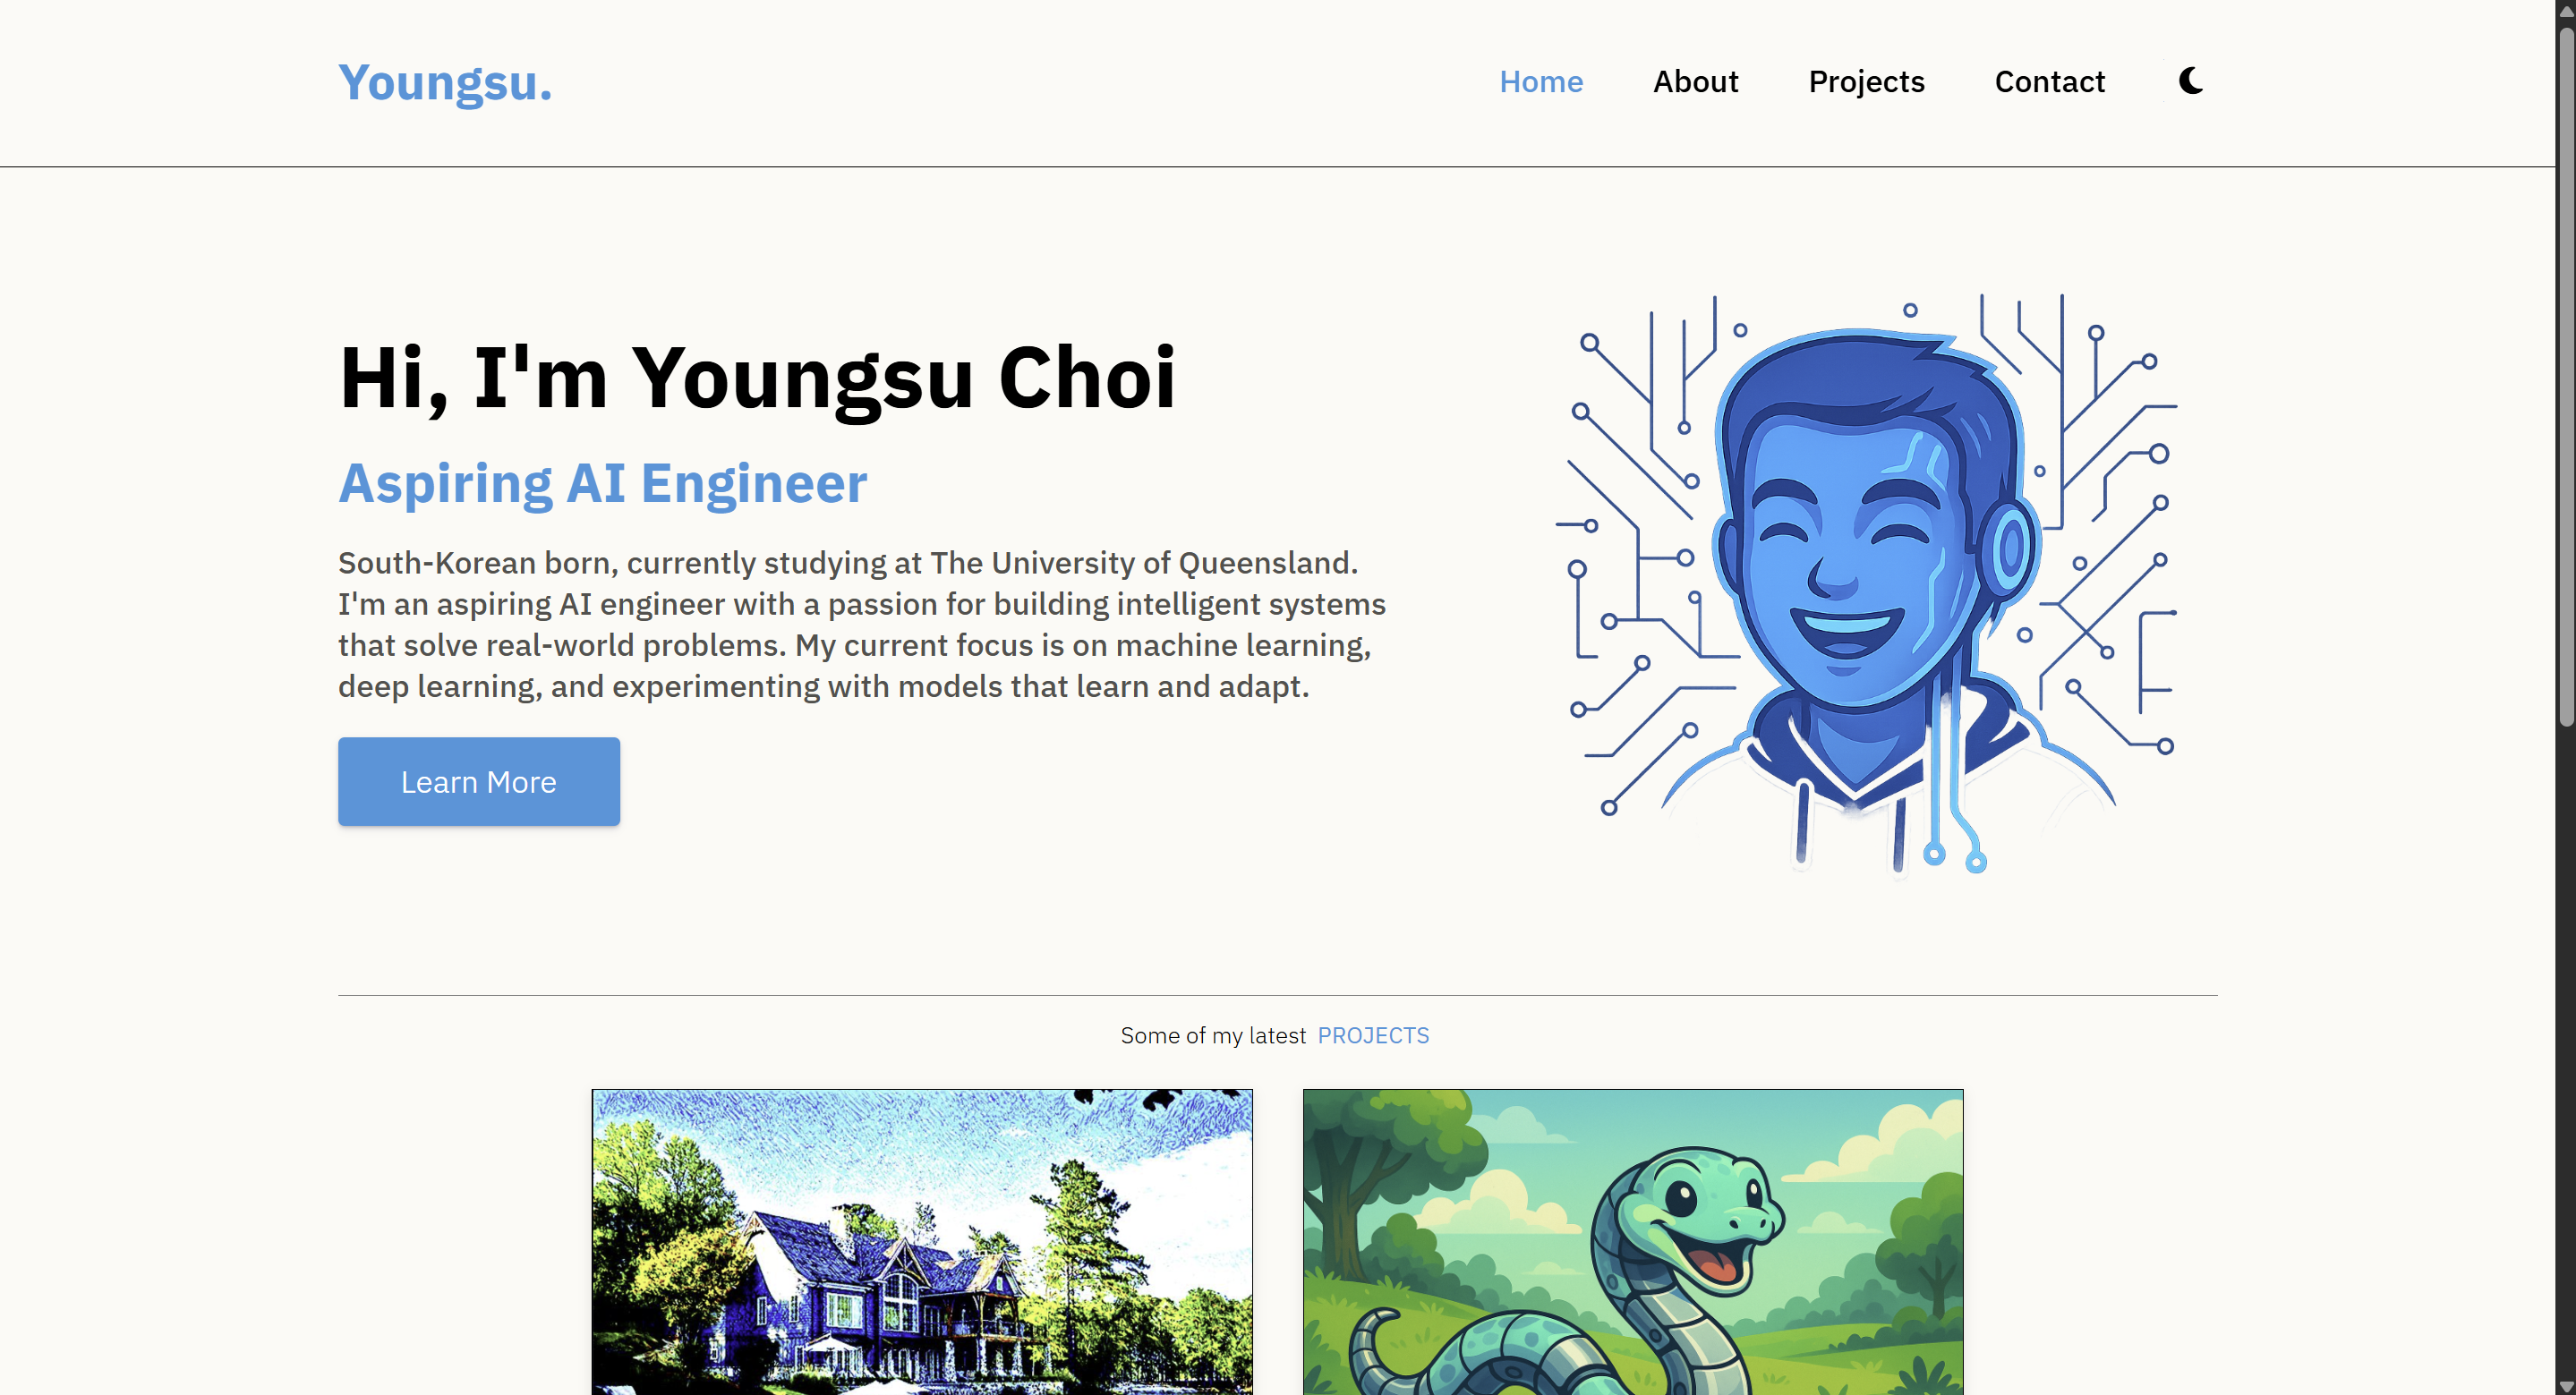 Youngsu.
Home
About
Projects
Contact
Hi, I'm Youngsu Choi
Aspiring AI Engineer
South-Korean born, currently studying at The University of Queensland.
I'm an aspiring AI engineer with a passion for building intelligent systems
that solve real-world problems. My current focus is on machine learning,
deep learning, and experimenting with models that learn and adapt.
Learn More
Some of my latest PROJECTS